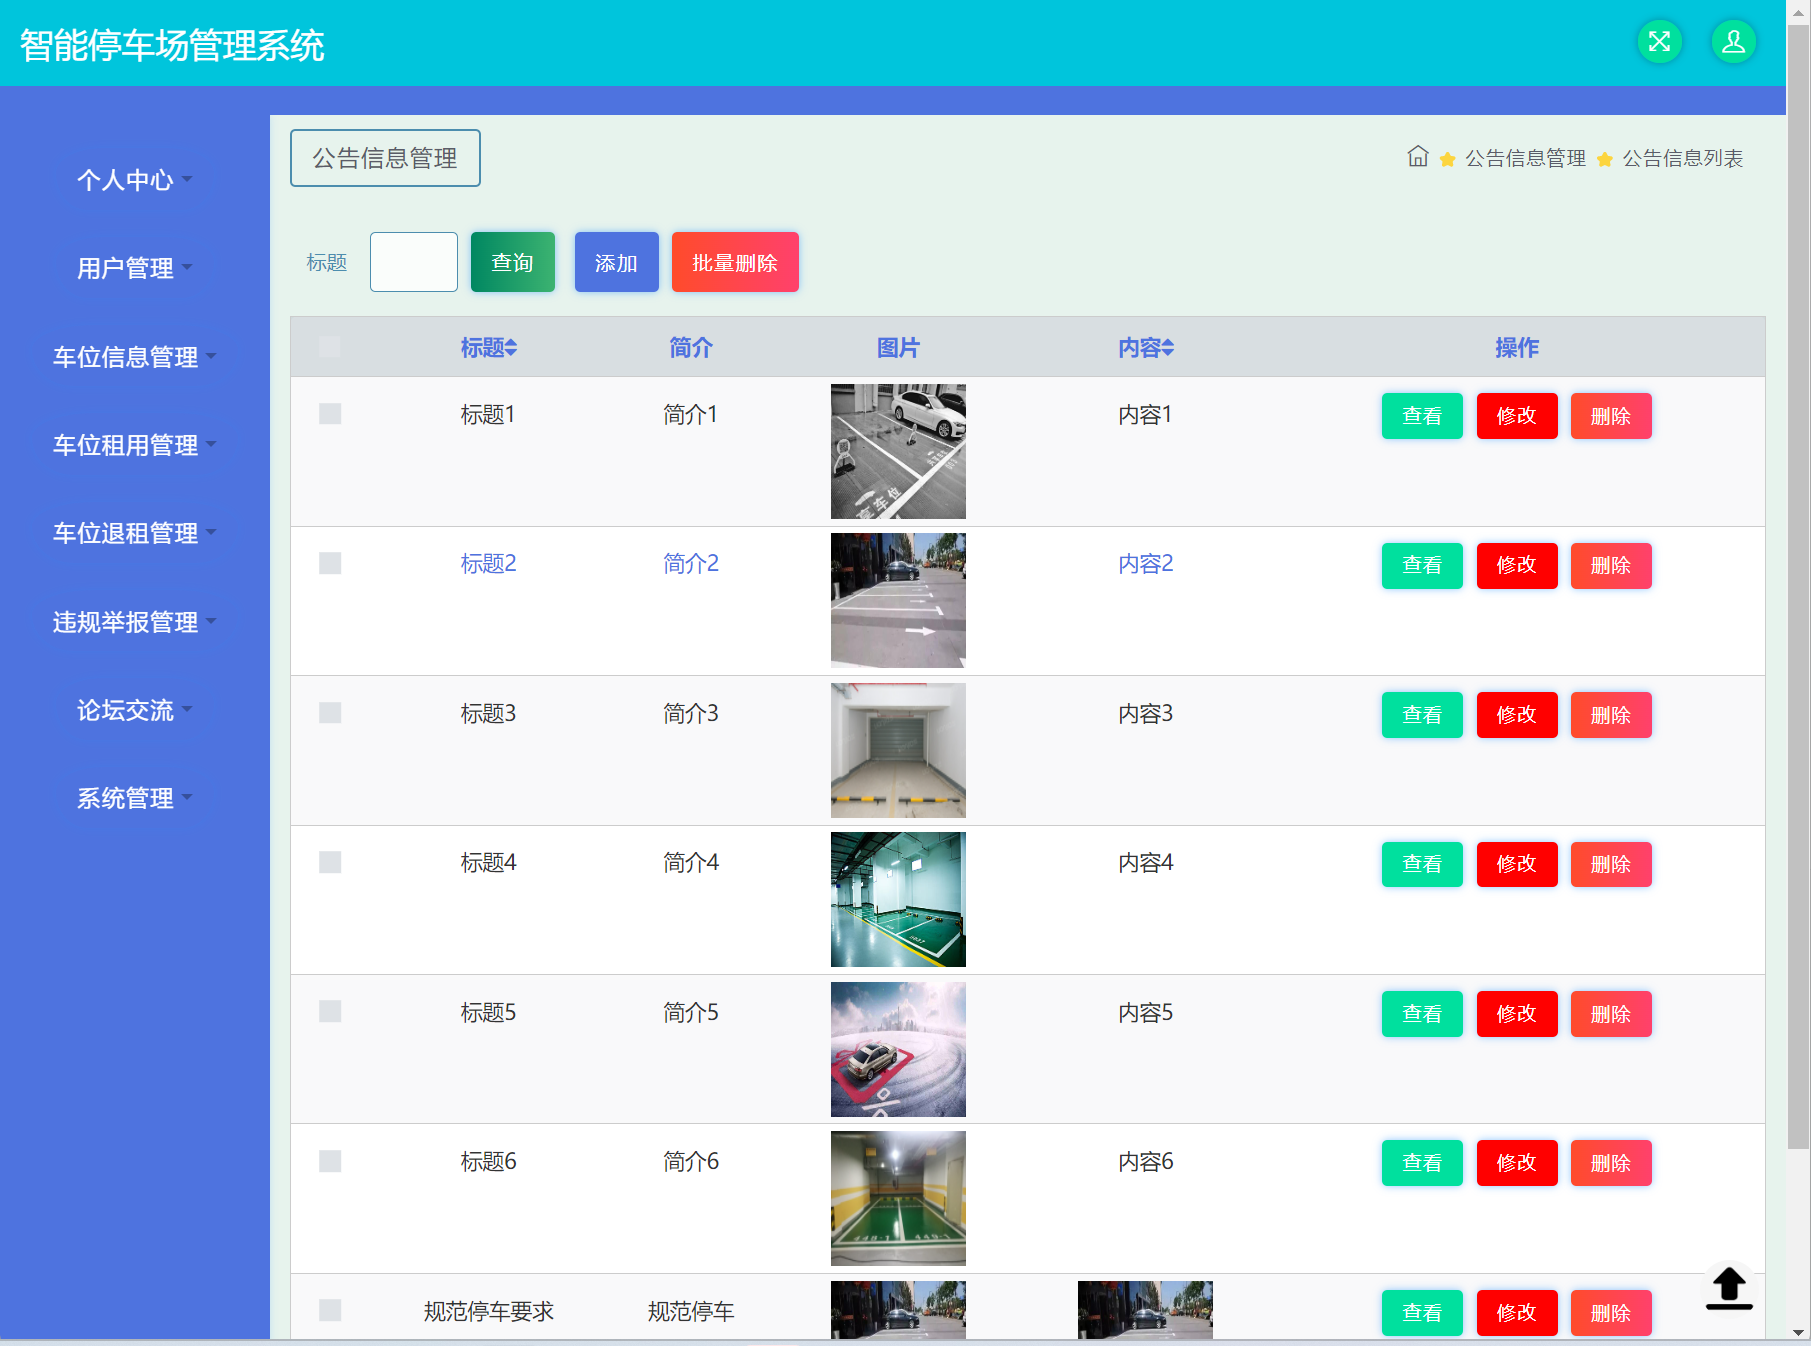 智能停车场管理系统
个人中心
用户管理
车位信息管理
车位租用管理
车位退租管理
违规举报管理
论坛交流
系统管理
公告信息管理
公告信息管理 公告信息列表
标题 查询 添加 批量删除
标题 简介 图片 内容 操作
标题1 简介1 内容1 查看 修改 删除
标题2 简介2 内容2 查看 修改 删除
标题3 简介3 内容3 查看 修改 删除
标题4 简介4 内容4 查看 修改 删除
标题5 简介5 内容5 查看 修改 删除
标题6 简介6 内容6 查看 修改 删除
规范停车要求 规范停车 查看 修改 删除